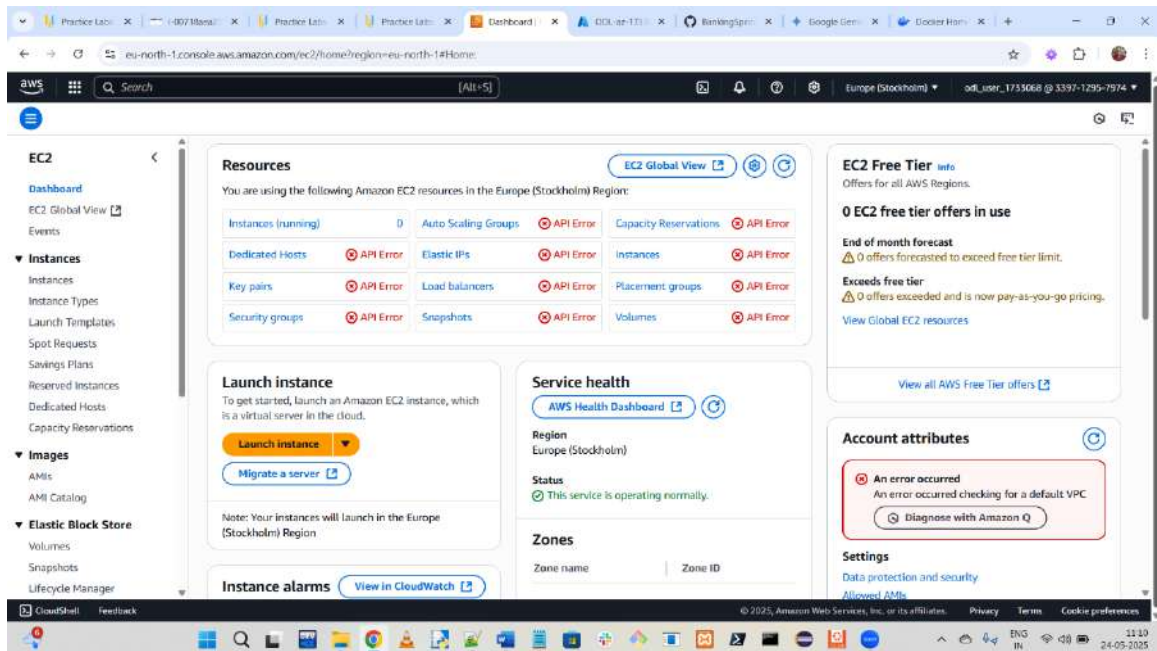 Practice Labs
Practice Labs
Practice Labs
Dashboard
Docker Hom
eu-north-1.console.aws.amazon.com/ec2/home?region=eu-north-1#Home:
aws
Search
[Alt+S]
Europe (Stockholm)
odl_user_1733068 @ 3397-1295-7974
EC2
Dashboard
EC2 Global View
Events
Instances
Instances
Instance Types
Launch Templates
Spot Requests
Savings Plans
Reserved Instances
Dedicated Hosts
Capacity Reservations
Images
AMIs
AMI Catalog
Elastic Block Store
Volumes
Snapshots
Lifecycle Manager
Resources
EC2 Global View
You are using the following Amazon EC2 resources in the Europe (Stockholm) Region:
Instances (running) 0 Auto Scaling Groups API Error Capacity Reservations API Error
Dedicated Hosts API Error Elastic IPs API Error Instances API Error
Key pairs API Error Load balancers API Error Placement groups API Error
Security groups API Error Snapshots API Error Volumes API Error
Launch instance
To get started, launch an Amazon EC2 instance, which
is a virtual server in the cloud.
Launch instance
Migrate a server
Note: Your instances will launch in the Europe
(Stockholm) Region
Instance alarms
View in CloudWatch
Service health
AWS Health Dashboard
Region
Europe (Stockholm)
Status
This service is operating normally.
Zones
Zone name Zone ID
EC2 Free Tier Info
Offers for all AWS Regions.
0 EC2 free tier offers in use
End of month forecast
0 offers forecasted to exceed free tier limit.
Exceeds free tier
0 offers exceeded and is now pay-as-you-go pricing.
View Global EC2 resources
View all AWS Free Tier offers
Account attributes
An error occurred
An error occurred checking for a default VPC
Diagnose with Amazon Q
Settings
Data protection and security
Allowed AMIs
CloudShell Feedback
© 2025, Amazon Web Services, Inc. or its affiliates. Privacy Terms Cookie preferences
ENG
IN
11:10
24-05-2025